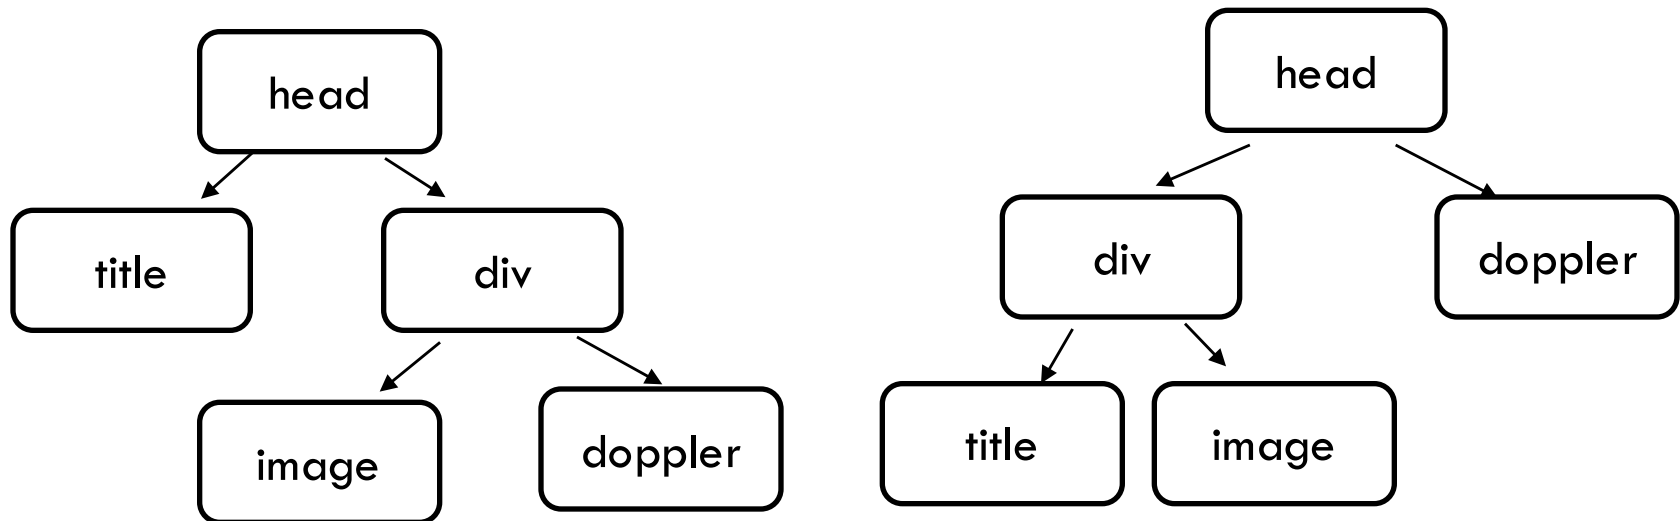 head
title
div
image
doppler
head
div
doppler
title
image